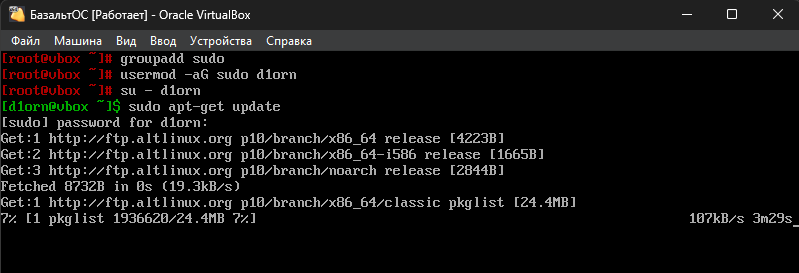 БазальтОС [Работает] - Oracle VirtualBox
Файл Машина Вид Ввод Устройства Справка
[root@vbox ~]# groupadd sudo
[root@vbox ~]# usermod -aG sudo d1orn
[root@vbox ~]# su - d1orn
[d1orn@vbox ~]$ sudo apt-get update
[sudo] password for d1orn:
Get:1 http://ftp.altlinux.org p10/branch/x86_64 release [4223B]
Get:2 http://ftp.altlinux.org p10/branch/x86_64-i586 release [1665B]
Get:3 http://ftp.altlinux.org p10/branch/noarch release [2844B]
Fetched 8732B in 0s (19.3kB/s)
Get:1 http://ftp.altlinux.org p10/branch/x86_64/classic pkglist [24.4MB]
7% [1 pkglist 1936620/24.4MB 7%] 107kB/s 3m29s_